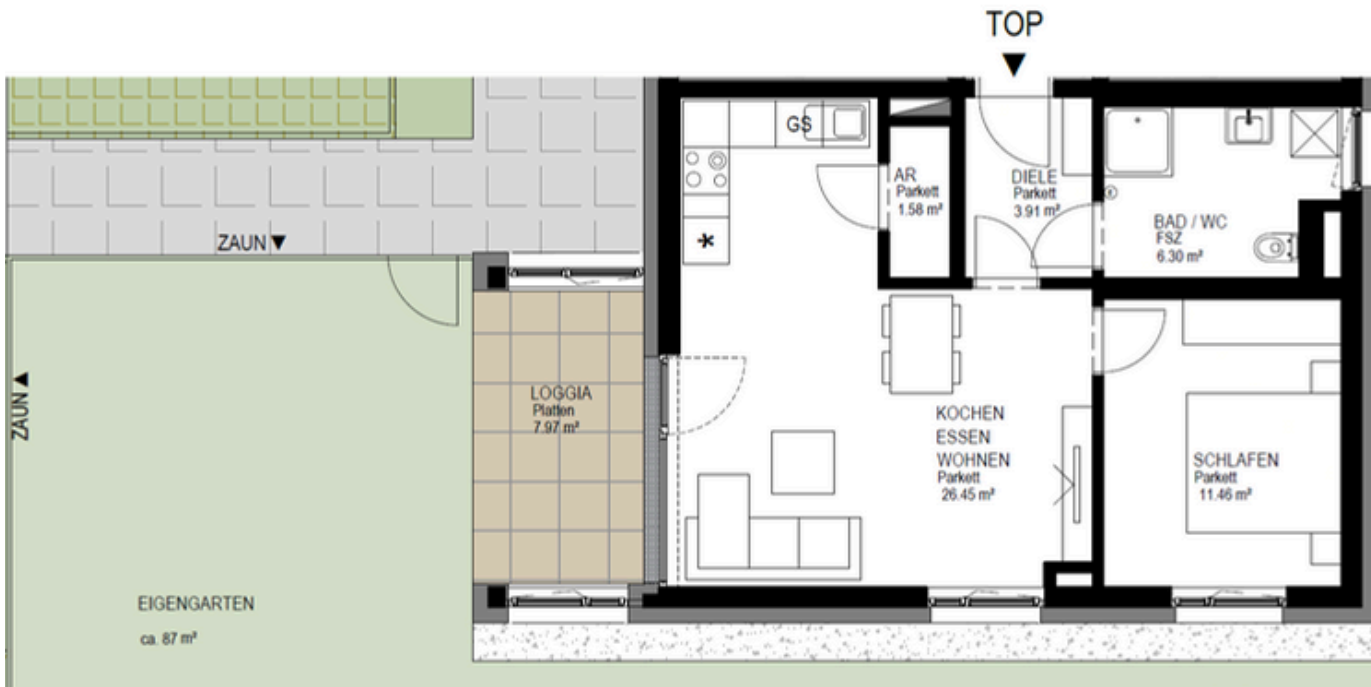 TOP
GS
AR
Parkett
1.58 m²
DIELE
Parkett
3.91 m²
BAD / WC
FSZ
6.30 m²
ZAUN
ZAUN
LOGGIA
Platten
7.97 m²
KOCHEN
ESSEN
WOHNEN
Parkett
26.45 m²
SCHLAFEN
Parkett
11.46 m²
EIGENGARTEN
ca. 87 m²